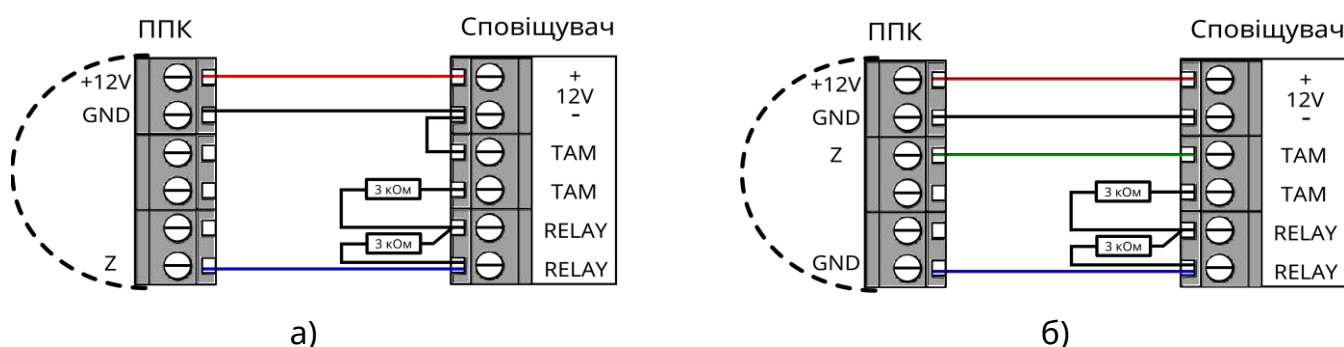 ППК
Сповіщувач
+12V
GND
Z
+
12V
-
TAM
TAM
RELAY
RELAY
3 кОм
3 кОм
а)
ППК
Сповіщувач
+12V
GND
Z
GND
+
12V
-
TAM
TAM
RELAY
RELAY
3 кОм
3 кОм
б)